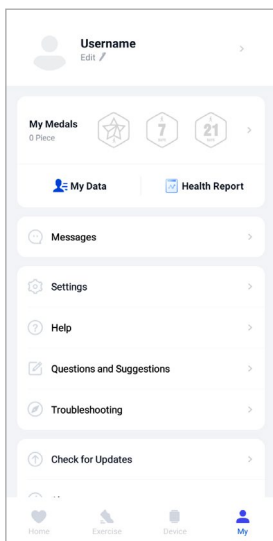 Username
Edit
My Medals
0 Piece
7
21
My Data
Health Report
Messages
Settings
Help
Questions and Suggestions
Troubleshooting
Check for Updates
Home
Exercise
Device
My